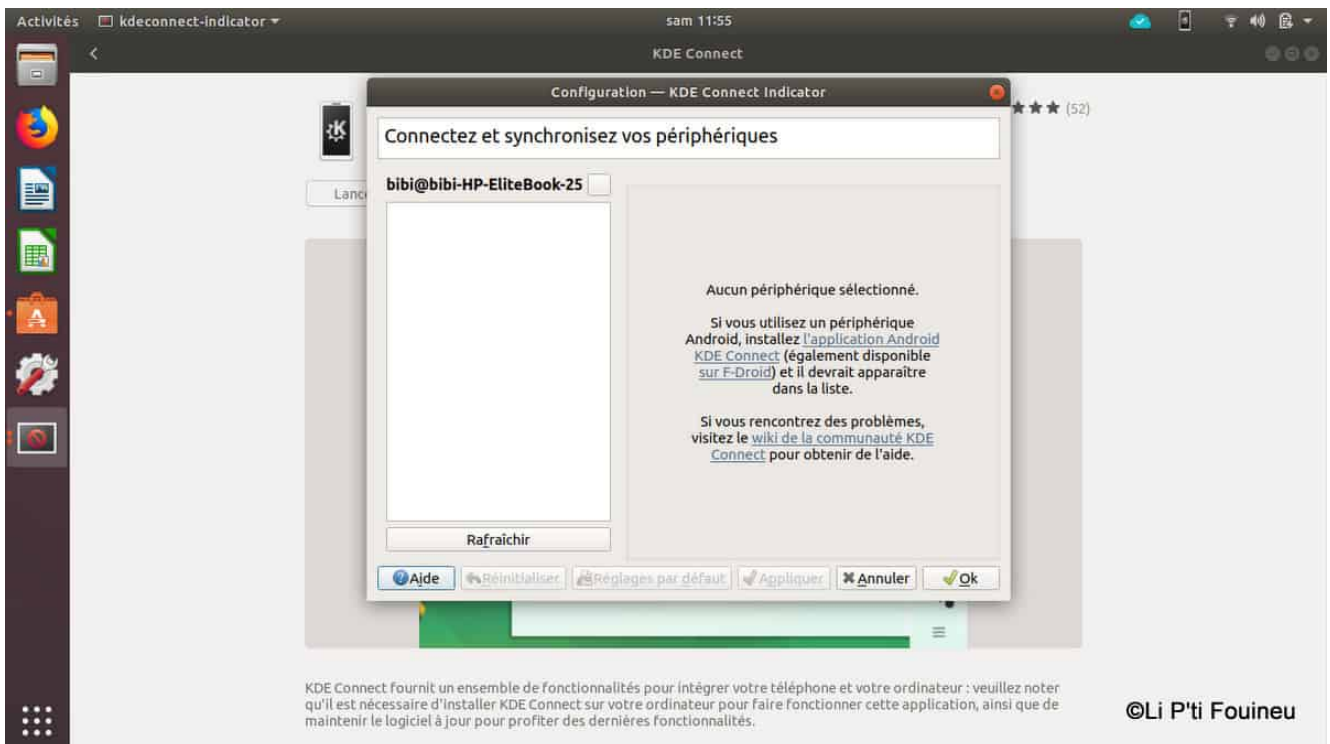 Activités kdeconnect-indicator sam 11:55
KDE Connect
Configuration — KDE Connect Indicator
(52)
Connectez et synchronisez vos périphériques
bibi@bibi-HP-EliteBook-25
Aucun périphérique sélectionné.
Si vous utilisez un périphérique
Android, installez l'application Android
KDE Connect (également disponible
sur F-Droid) et il devrait apparaître
dans la liste.
Si vous rencontrez des problèmes,
visitez le wiki de la communauté KDE
Connect pour obtenir de l'aide.
Rafraîchir
Aide Réinitialiser Réglages par défaut Appliquer Annuler Ok
KDE Connect fournit un ensemble de fonctionnalités pour intégrer votre téléphone et votre ordinateur : veuillez noter
qu'il est nécessaire d'installer KDE Connect sur votre ordinateur pour faire fonctionner cette application, ainsi que de
maintenir le logiciel à jour pour profiter des dernières fonctionnalités.
©Li P'ti Fouineu